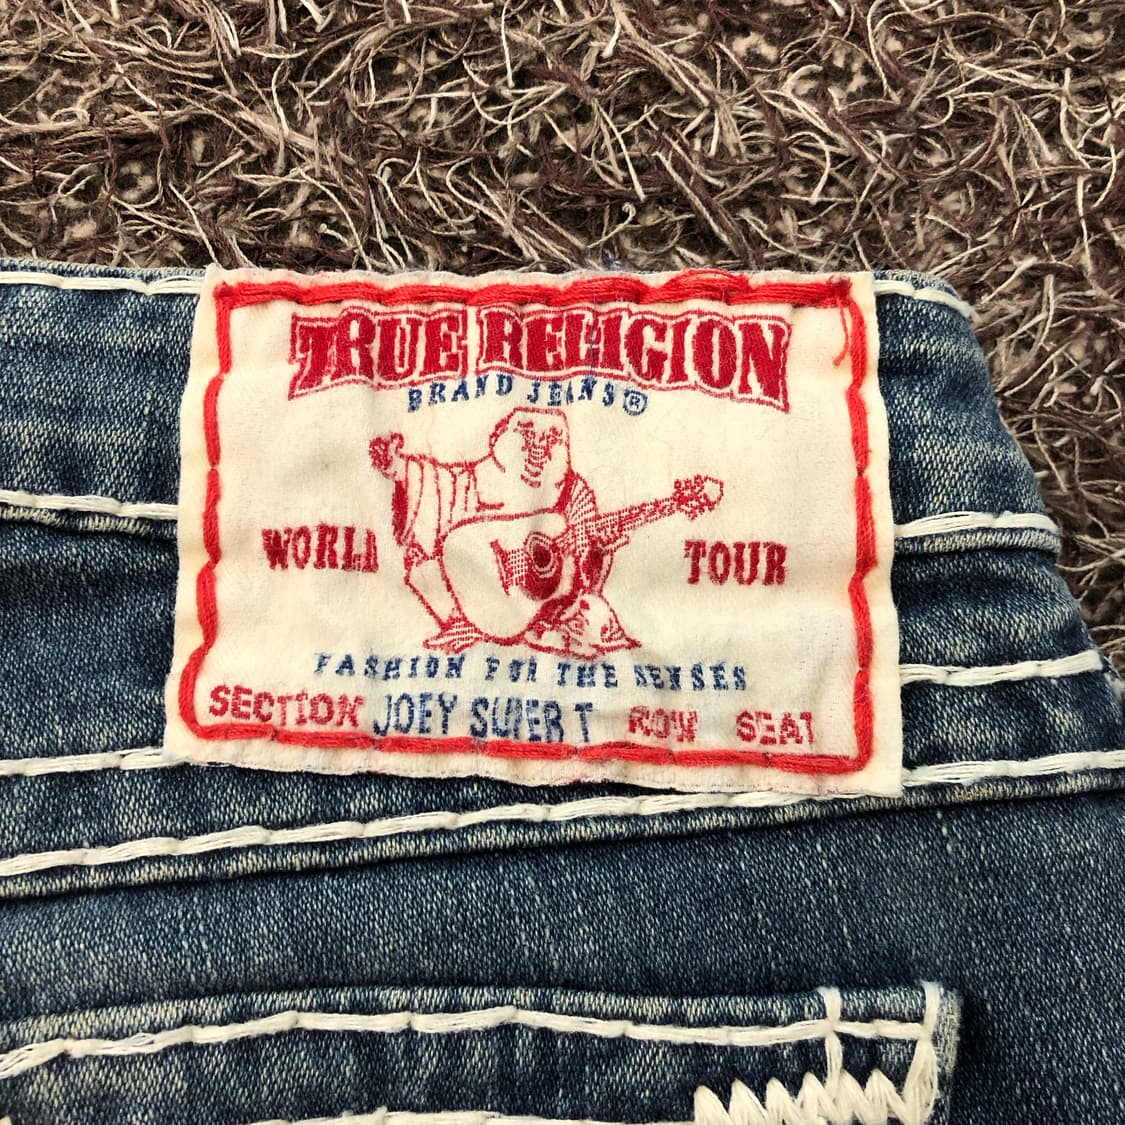 TRUE RELIGION
BRAND JEANS®
WORLD TOUR
FASHION FOR THE SENSES
SECTION JOEY SUPER T ROW SEAT